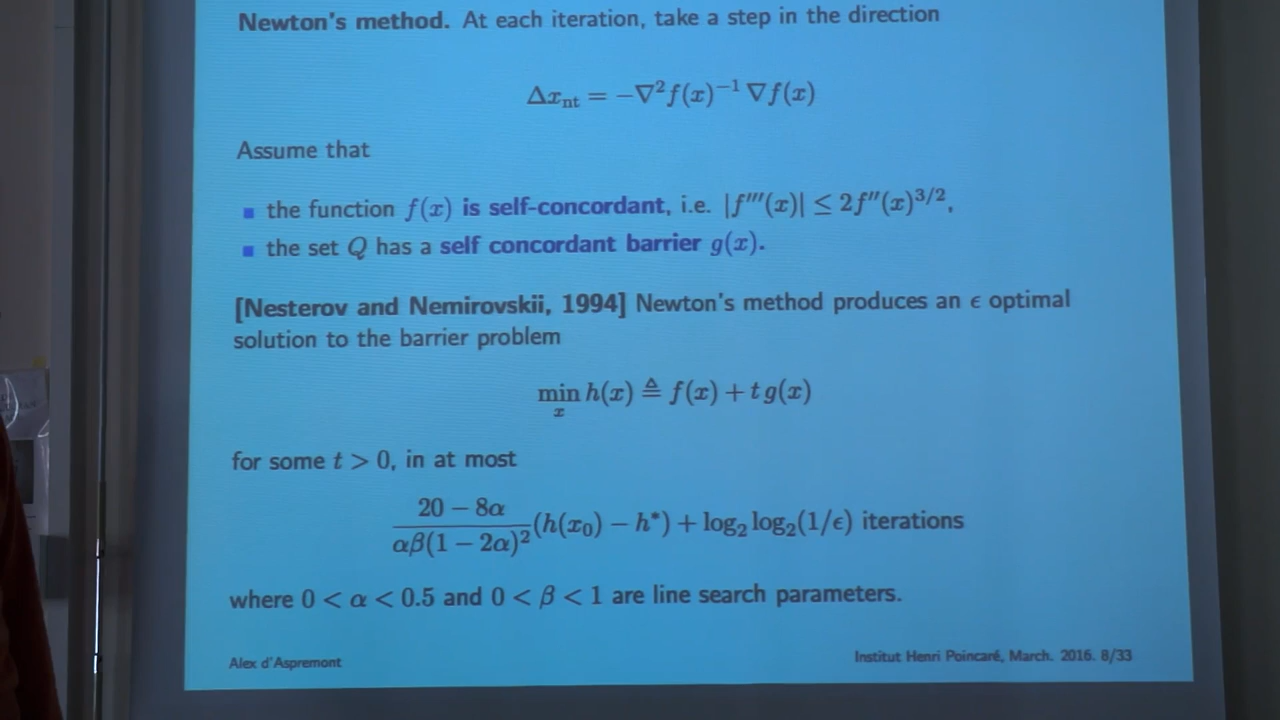 Newton's method. At each iteration, take a step in the direction
Δx_nt = −∇²f(x)⁻¹ ∇f(x)
Assume that
▪ the function f(x) is self-concordant, i.e. |f′′′(x)| ≤ 2f′′(x)^{3/2},
▪ the set Q has a self concordant barrier g(x).
[Nesterov and Nemirovskii, 1994] Newton's method produces an ϵ optimal
solution to the barrier problem
min_x h(x) ≜ f(x) + t g(x)
for some t > 0, in at most
\frac{20 − 8α}{αβ(1 − 2α)²}(h(x₀) − h*) + log₂ log₂(1/ϵ) iterations
where 0 < α < 0.5 and 0 < β < 1 are line search parameters.
Alex d'Aspremont
Institut Henri Poincaré, March. 2016. 8/33